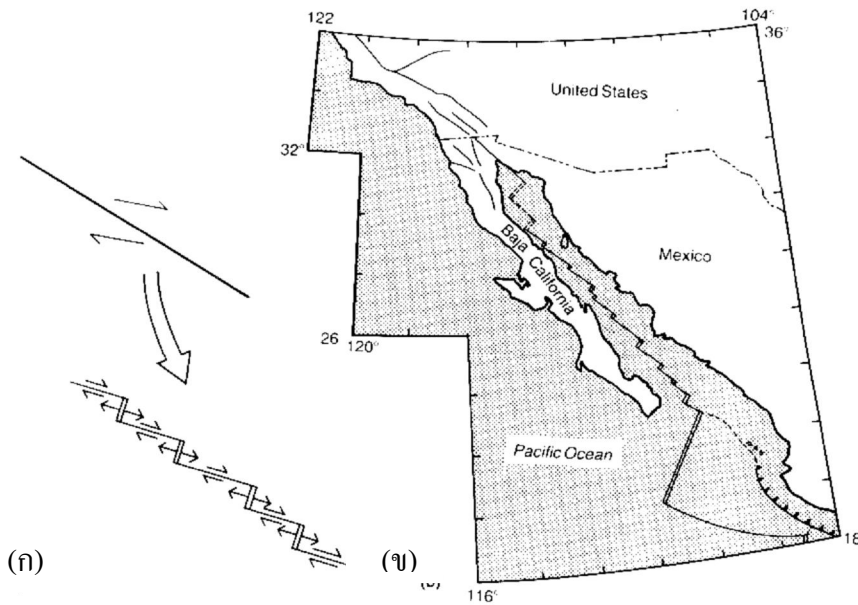 122
104°
36°
United States
32°
Baja California
Mexico
26
120°
Pacific Ocean
(ก)
(ข)
18
116°